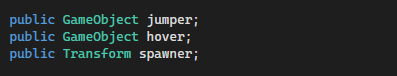 public GameObject jumper;
public GameObject hover;
public Transform spawner;